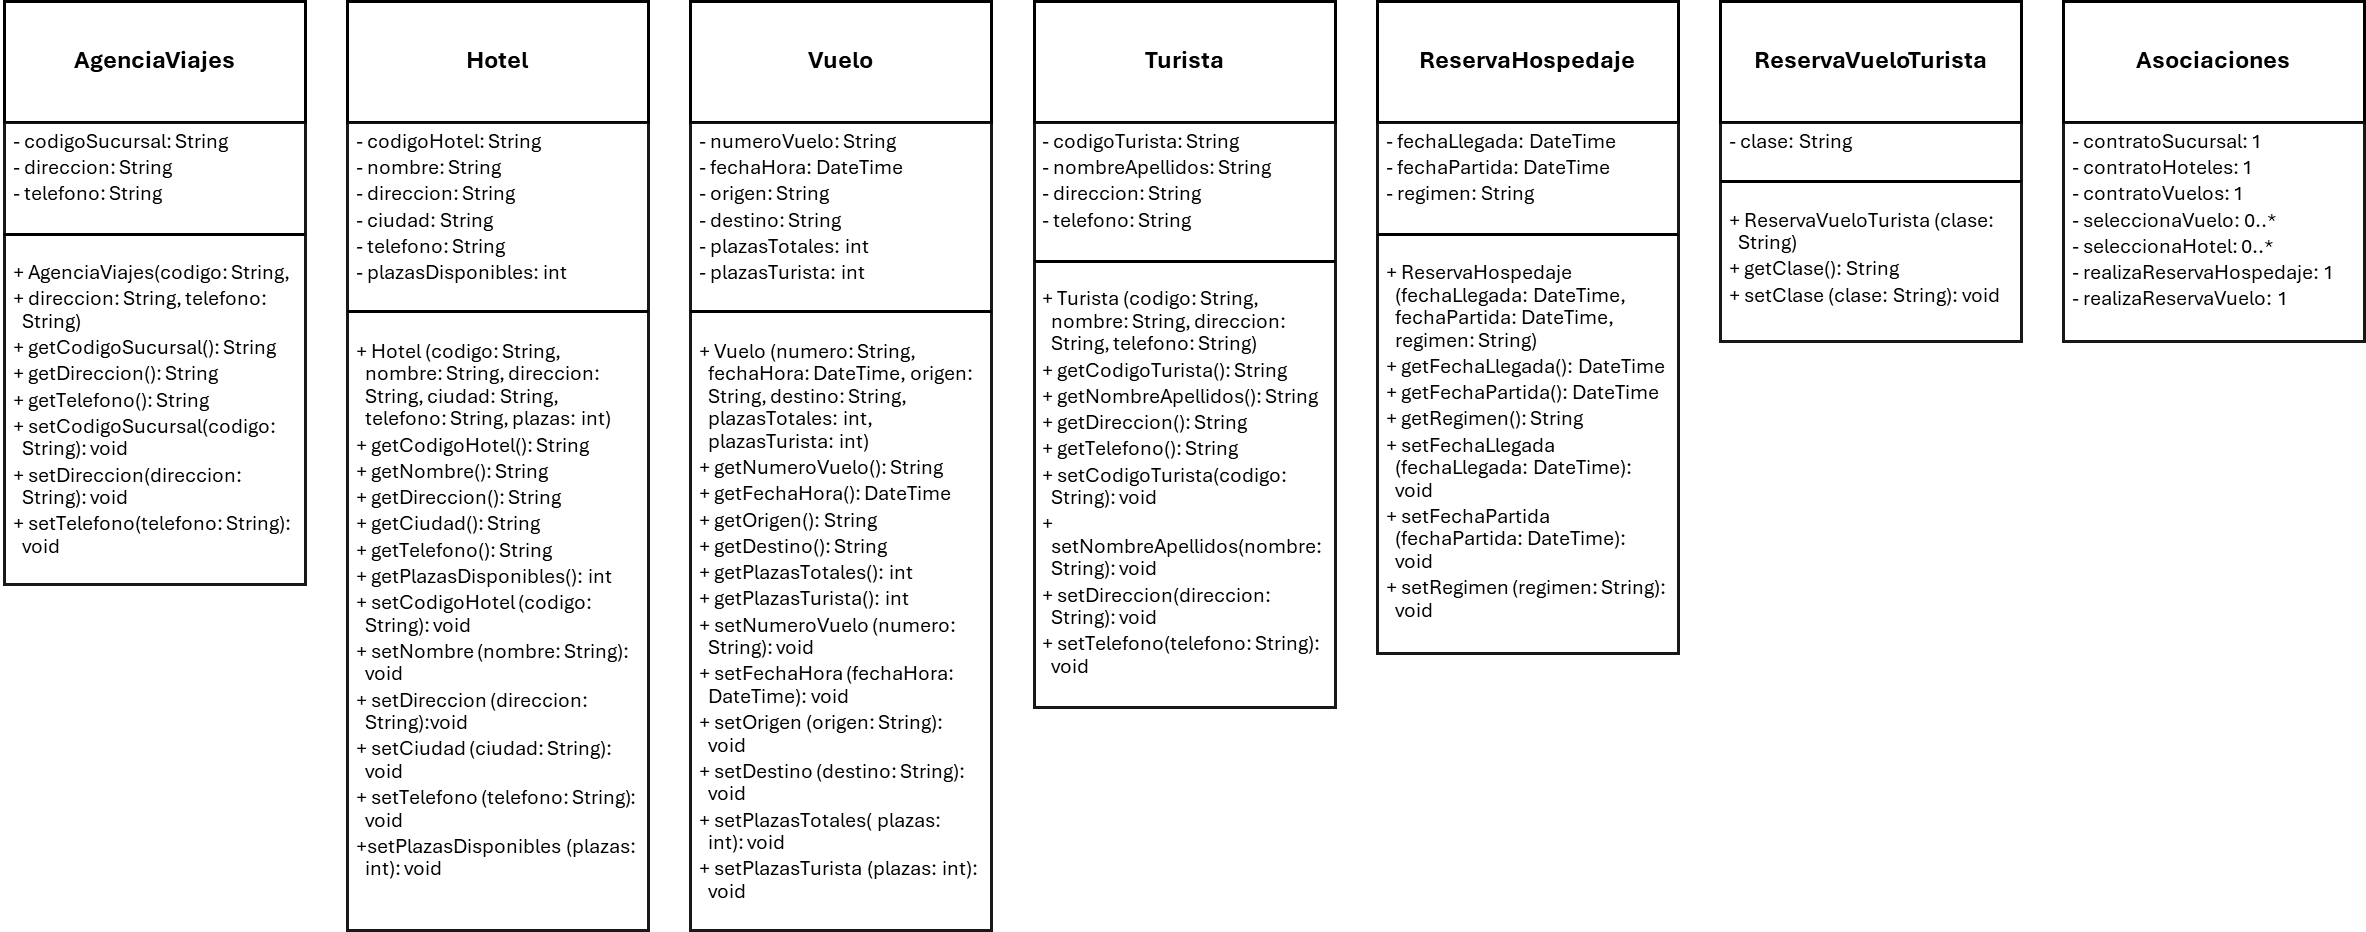 AgenciaViajes
- codigoSucursal: String
- direccion: String
- telefono: String
+ AgenciaViajes(codigo: String,
+ direccion: String, telefono:
String)
+ getCodigoSucursal(): String
+ getDireccion(): String
+ getTelefono(): String
+ setCodigoSucursal(codigo:
String): void
+ setDireccion(direccion:
String): void
+ setTelefono(telefono: String):
void
Hotel
- codigoHotel: String
- nombre: String
- direccion: String
- ciudad: String
- telefono: String
- plazasDisponibles: int
+ Hotel (codigo: String,
nombre: String, direccion:
String, ciudad: String,
telefono: String, plazas: int)
+ getCodigoHotel(): String
+ getNombre(): String
+ getDireccion(): String
+ getCiudad(): String
+ getTelefono(): String
+ getPlazasDisponibles(): int
+ setCodigoHotel (codigo:
String): void
+ setNombre (nombre: String):
void
+ setDireccion (direccion:
String):void
+ setCiudad (ciudad: String):
void
+ setTelefono (telefono: String):
void
+setPlazasDisponibles (plazas:
int): void
Vuelo
- numeroVuelo: String
- fechaHora: DateTime
- origen: String
- destino: String
- plazasTotales: int
- plazasTurista: int
+ Vuelo (numero: String,
fechaHora: DateTime, origen:
String, destino: String,
plazasTotales: int,
plazasTurista: int)
+ getNumeroVuelo(): String
+ getFechaHora(): DateTime
+ getOrigen(): String
+ getDestino(): String
+ getPlazasTotales(): int
+ getPlazasTurista(): int
+ setNumeroVuelo (numero:
String): void
+ setFechaHora (fechaHora:
DateTime): void
+ setOrigen (origen: String):
void
+ setDestino (destino: String):
void
+ setPlazasTotales( plazas:
int): void
+ setPlazasTurista (plazas: int):
void
Turista
- codigoTurista: String
- nombreApellidos: String
- direccion: String
- telefono: String
+ Turista (codigo: String,
nombre: String, direccion:
String, telefono: String)
+ getCodigoTurista(): String
+ getNombreApellidos(): String
+ getDireccion(): String
+ getTelefono(): String
+ setCodigoTurista(codigo:
String): void
+
setNombreApellidos(nombre:
String): void
+ setDireccion(direccion:
String): void
+ setTelefono(telefono: String):
void
ReservaHospedaje
- fechaLlegada: DateTime
- fechaPartida: DateTime
- regimen: String
+ ReservaHospedaje
(fechaLlegada: DateTime,
fechaPartida: DateTime,
regimen: String)
+ getFechaLlegada(): DateTime
+ getFechaPartida(): DateTime
+ getRegimen(): String
+ setFechaLlegada
(fechaLlegada: DateTime):
void
+ setFechaPartida
(fechaPartida: DateTime):
void
+ setRegimen (regimen: String):
void
ReservaVueloTurista
- clase: String
+ ReservaVueloTurista (clase:
String)
+ getClase(): String
+ setClase (clase: String): void
Asociaciones
- contratoSucursal: 1
- contratoHoteles: 1
- contratoVuelos: 1
- seleccionaVuelo: 0..*
- seleccionaHotel: 0..*
- realizaReservaHospedaje: 1
- realizaReservaVuelo: 1